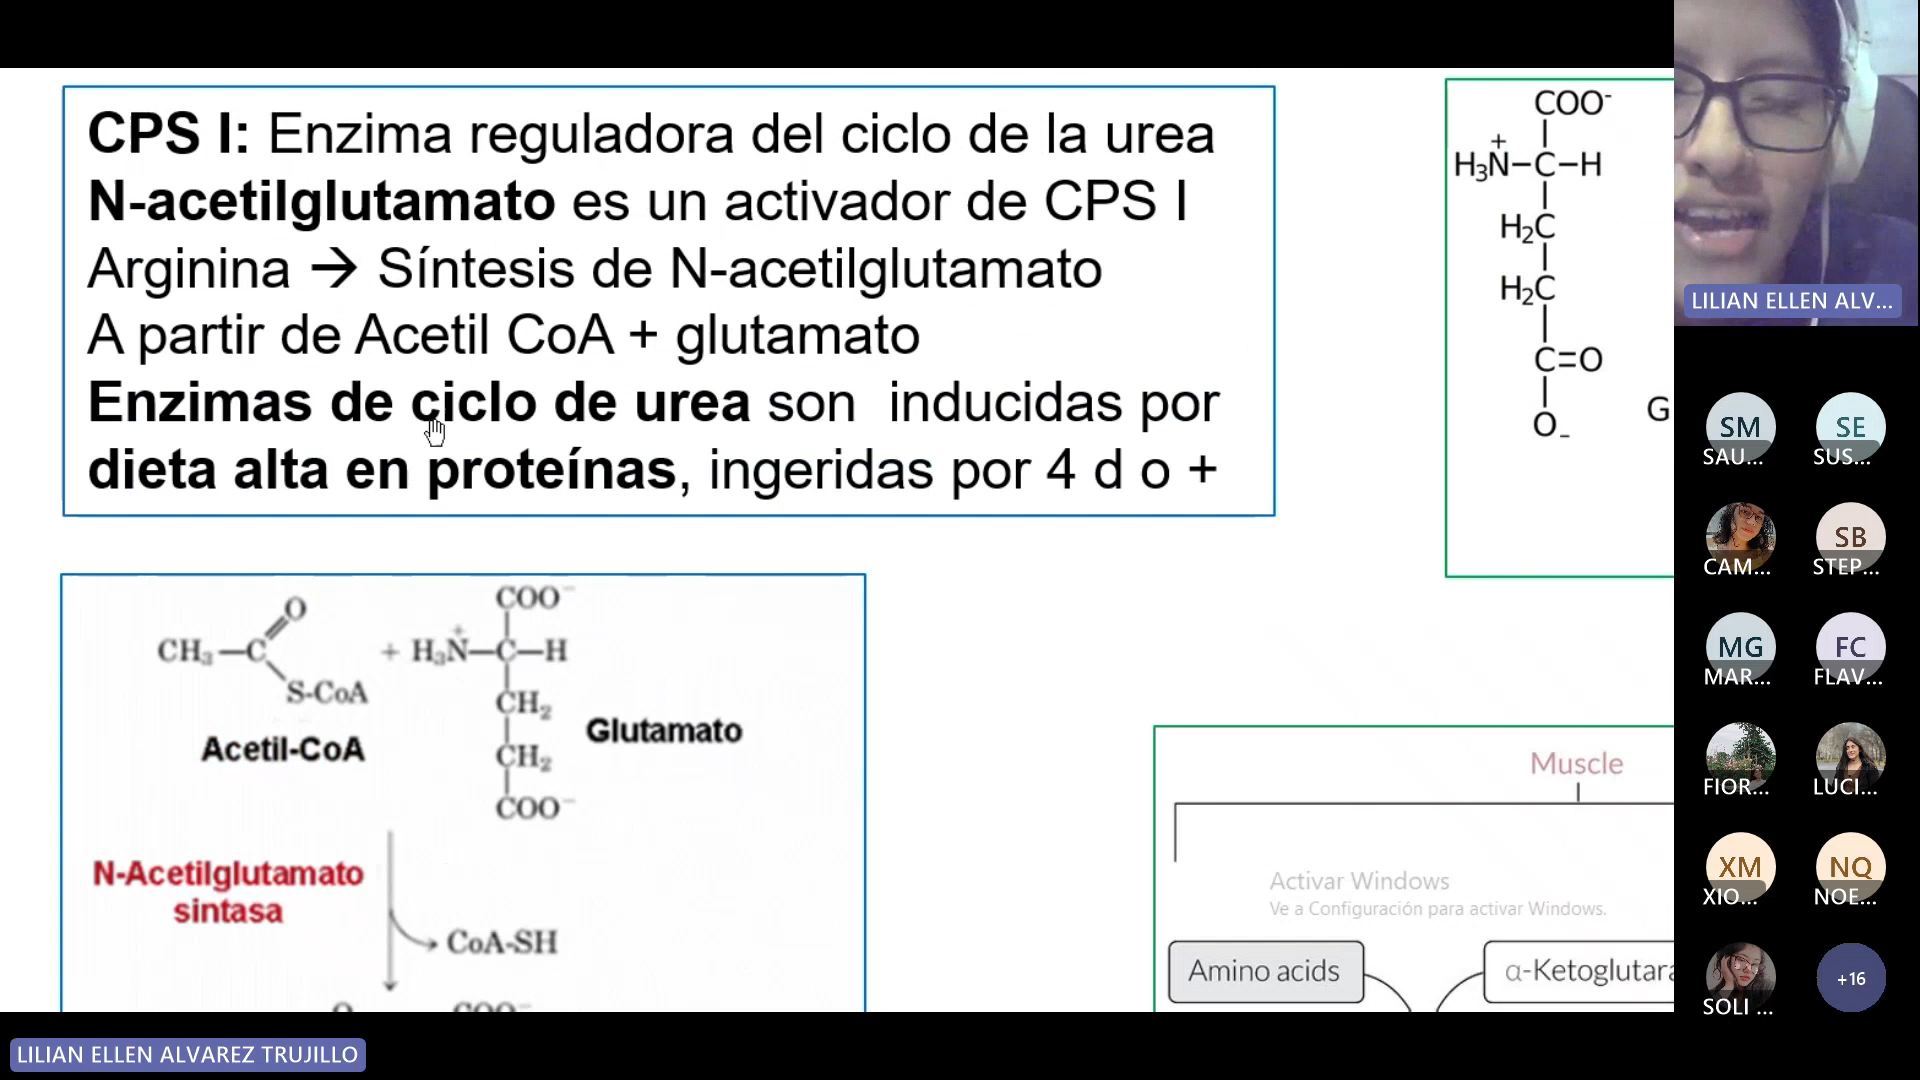 CPS I: Enzima reguladora del ciclo de la urea
N-acetilglutamato es un activador de CPS I
Arginina → Síntesis de N-acetilglutamato
A partir de Acetil CoA + glutamato
Enzimas de ciclo de urea son inducidas por
dieta alta en proteínas, ingeridas por 4 d o +
COO⁻
H₃N⁺–C–H
H₂C
H₂C
C=O
O₋
G
COO⁻
O
CH₃–C
+ H₃N⁺–C–H
S-CoA
CH₂
Glutamato
Acetil-CoA
CH₂
COO⁻
N-Acetilglutamato
sintasa
CoA-SH
O
COO⁻
Muscle
Activar Windows
Ve a Configuración para activar Windows.
Amino acids
α-Ketoglutara
LILIAN ELLEN ALV...
SM
SAU...
SE
SUS...
CAM...
SB
STEP...
MG
MAR...
FC
FLAV...
FIOR...
LUCI...
XM
XIO...
NQ
NOE...
SOLI ...
+16
LILIAN ELLEN ALVAREZ TRUJILLO